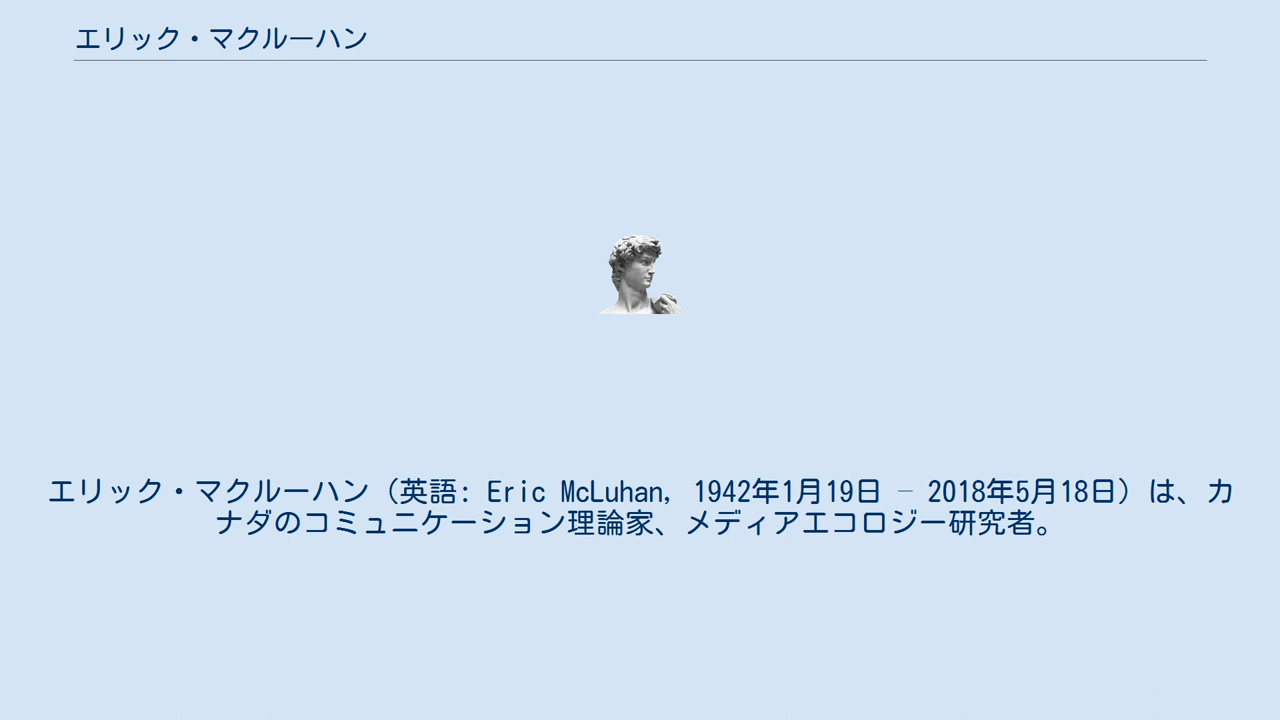 エリック・マクルーハン
エリック・マクルーハン（英語: Eric McLuhan, 1942年1月19日 – 2018年5月18日）は、カ
ナダのコミュニケーション理論家、メディアエコロジー研究者。